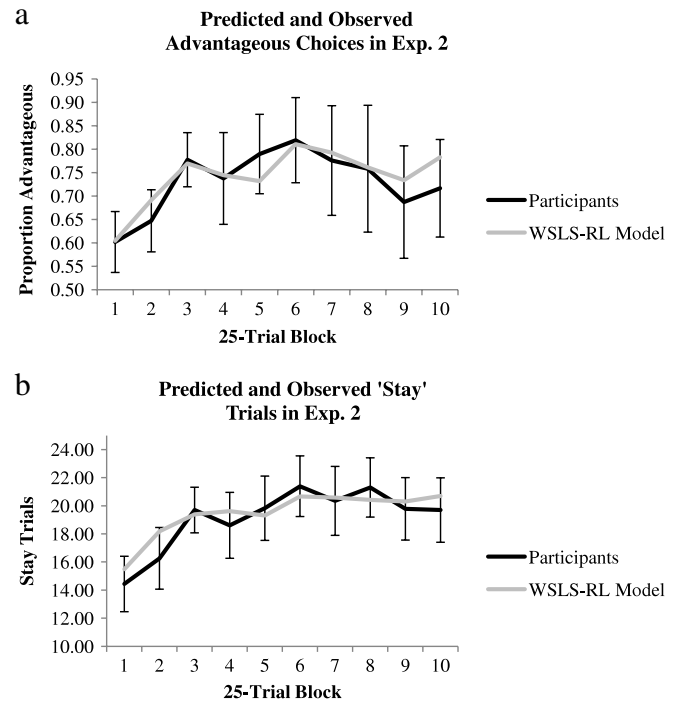 a
Predicted and Observed
Advantageous Choices in Exp. 2
Proportion Advantageous
0.95
0.90
0.85
0.80
0.75
0.70
0.65
0.60
0.55
0.50
1 2 3 4 5 6 7 8 9 10
25-Trial Block
Participants
WSLS-RL Model
b
Predicted and Observed 'Stay'
Trials in Exp. 2
Stay Trials
24.00
22.00
20.00
18.00
16.00
14.00
12.00
10.00
1 2 3 4 5 6 7 8 9 10
25-Trial Block
Participants
WSLS-RL Model